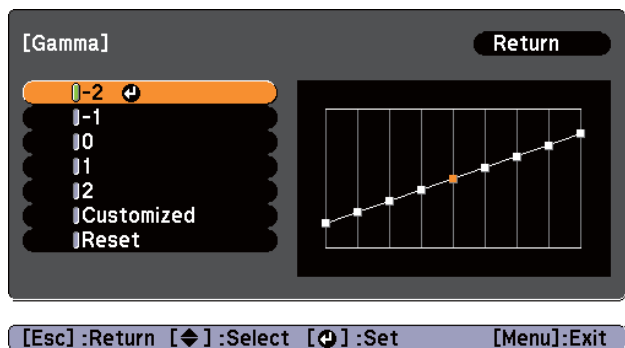 [Gamma] Return
-2
-1
0
1
2
Customized
Reset
[Esc] :Return [◆] :Select [↵] :Set [Menu]:Exit